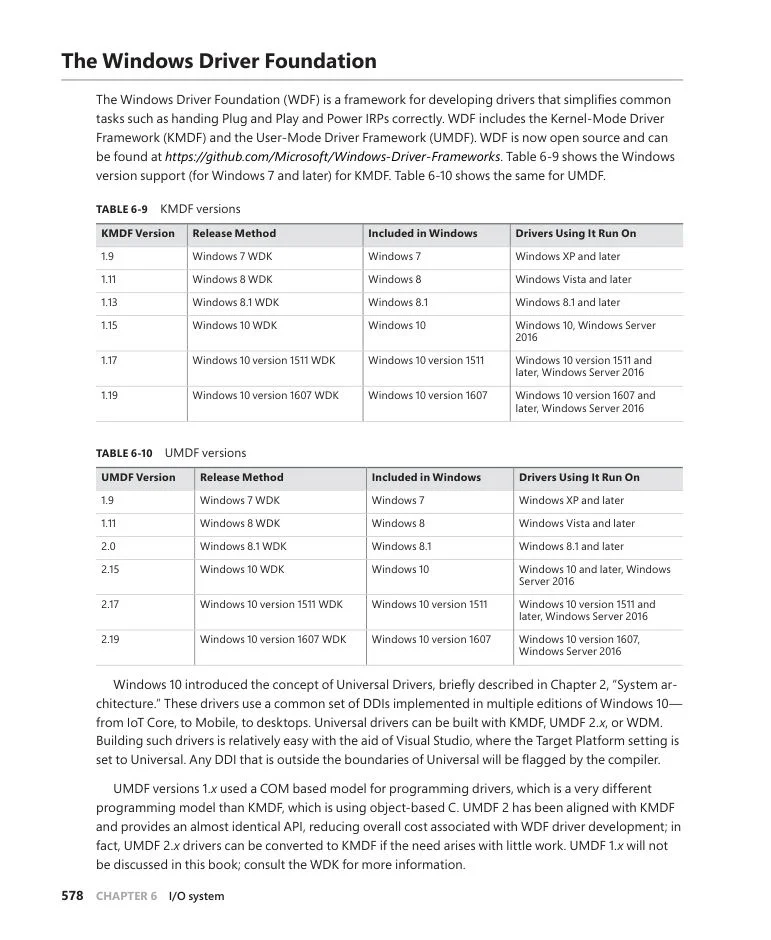 The Windows Driver Foundation
The Windows Driver Foundation (WDF) is a framework for developing drivers that simplifies common
tasks such as handing Plug and Play and Power IRPs correctly. WDF includes the Kernel-Mode Driver
Framework (KMDF) and the User-Mode Driver Framework (UMDF). WDF is now open source and can
be found at https://github.com/Microsoft/Windows-Driver-Frameworks. Table 6-9 shows the Windows
version support (for Windows 7 and later) for KMDF. Table 6-10 shows the same for UMDF.
TABLE 6-9 KMDF versions
KMDF Version Release Method Included in Windows Drivers Using It Run On
1.9 Windows 7 WDK Windows 7 Windows XP and later
1.11 Windows 8 WDK Windows 8 Windows Vista and later
1.13 Windows 8.1 WDK Windows 8.1 Windows 8.1 and later
1.15 Windows 10 WDK Windows 10 Windows 10, Windows Server
2016
1.17 Windows 10 version 1511 WDK Windows 10 version 1511 Windows 10 version 1511 and
later, Windows Server 2016
1.19 Windows 10 version 1607 WDK Windows 10 version 1607 Windows 10 version 1607 and
later, Windows Server 2016
TABLE 6-10 UMDF versions
UMDF Version Release Method Included in Windows Drivers Using It Run On
1.9 Windows 7 WDK Windows 7 Windows XP and later
1.11 Windows 8 WDK Windows 8 Windows Vista and later
2.0 Windows 8.1 WDK Windows 8.1 Windows 8.1 and later
2.15 Windows 10 WDK Windows 10 Windows 10 and later, Windows
Server 2016
2.17 Windows 10 version 1511 WDK Windows 10 version 1511 Windows 10 version 1511 and
later, Windows Server 2016
2.19 Windows 10 version 1607 WDK Windows 10 version 1607 Windows 10 version 1607,
Windows Server 2016
Windows 10 introduced the concept of Universal Drivers, briefly described in Chapter 2, “System ar-
chitecture.” These drivers use a common set of DDIs implemented in multiple editions of Windows 10—
from IoT Core, to Mobile, to desktops. Universal drivers can be built with KMDF, UMDF 2.x, or WDM.
Building such drivers is relatively easy with the aid of Visual Studio, where the Target Platform setting is
set to Universal. Any DDI that is outside the boundaries of Universal will be flagged by the compiler.
UMDF versions 1.x used a COM based model for programming drivers, which is a very different
programming model than KMDF, which is using object-based C. UMDF 2 has been aligned with KMDF
and provides an almost identical API, reducing overall cost associated with WDF driver development; in
fact, UMDF 2.x drivers can be converted to KMDF if the need arises with little work. UMDF 1.x will not
be discussed in this book; consult the WDK for more information.
578 CHAPTER 6 I/O system